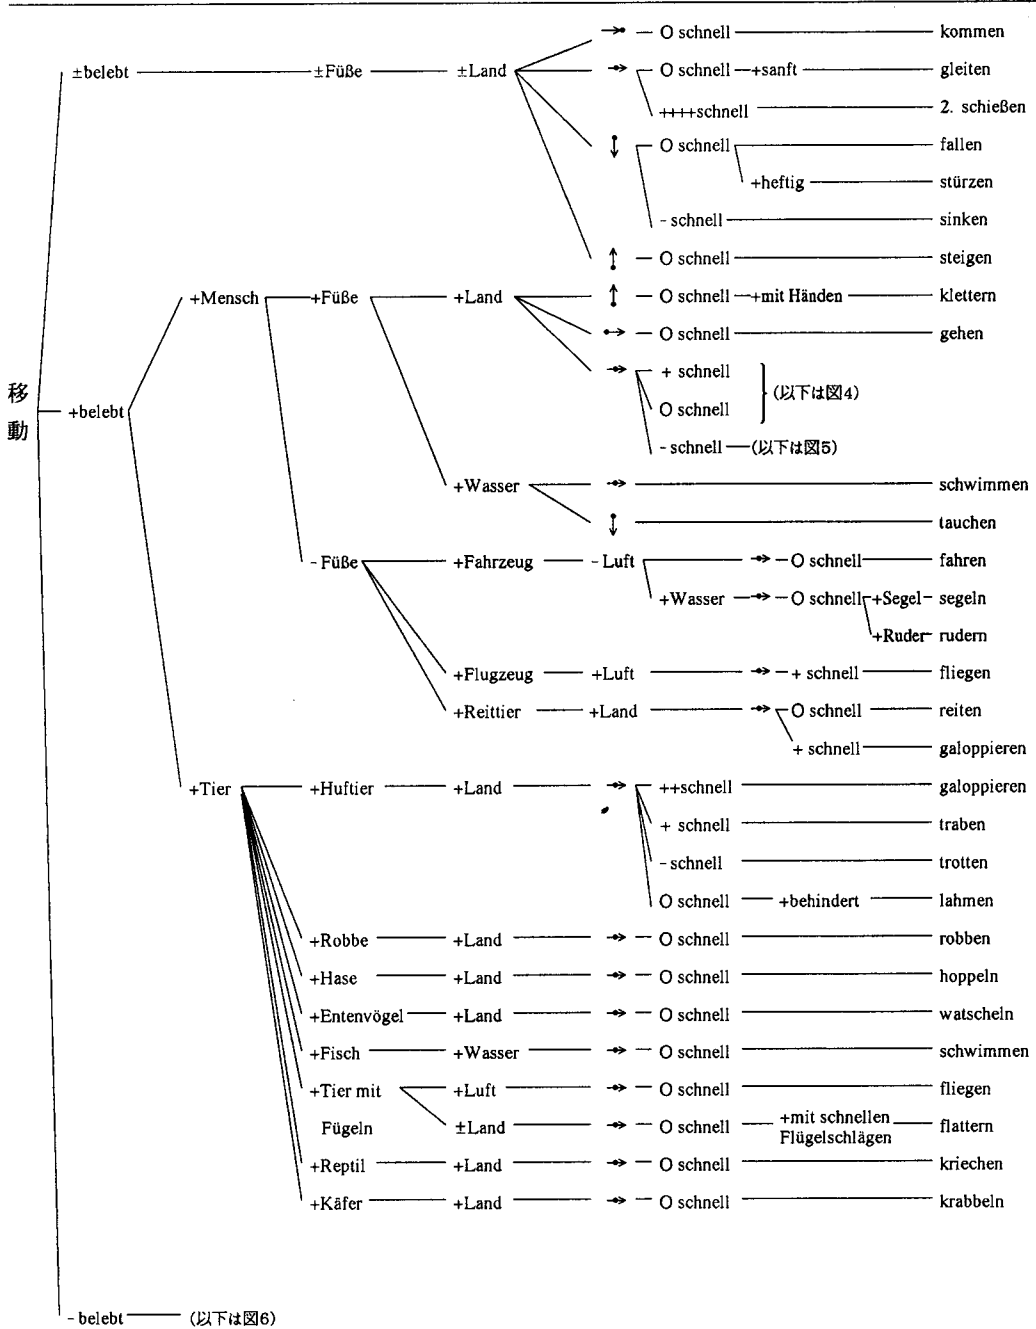 O schnell kommen
±belebt ±Füße ±Land O schnell +sanft gleiten
++++schnell 2. schießen
O schnell fallen
+heftig stürzen
- schnell sinken
O schnell steigen
+Mensch +Füße +Land O schnell +mit Händen klettern
O schnell gehen
+ schnell
移動
(以下は図4)
+belebt O schnell
- schnell (以下は図5)
+Wasser schwimmen
tauchen
- Füße +Fahrzeug - Luft O schnell fahren
+Wasser O schnell +Segel segeln
+Ruder rudern
+Flugzeug +Luft + schnell fliegen
+Reittier +Land O schnell reiten
+ schnell galoppieren
+Tier +Huftier +Land ++schnell galoppieren
+ schnell traben
- schnell trotten
O schnell +behindert lahmen
+Robbe +Land O schnell robben
+Hase +Land O schnell hoppeln
+Entenvögel +Land O schnell watscheln
+Fisch +Wasser O schnell schwimmen
+Tier mit +Luft O schnell fliegen
Fügeln ±Land O schnell +mit schnellen Flügelschlägen flattern
+Reptil +Land O schnell kriechen
+Käfer +Land O schnell krabbeln
- belebt (以下は図6)